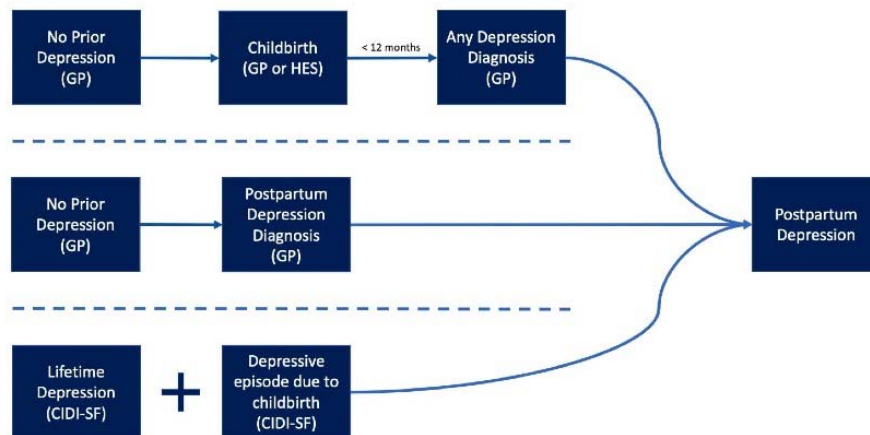 No Prior
Depression
(GP)
Childbirth
(GP or HES)
< 12 months
Any Depression
Diagnosis
(GP)
No Prior
Depression
(GP)
Postpartum
Depression
Diagnosis
(GP)
Postpartum
Depression
Lifetime
Depression
(CIDI-SF)
+
Depressive
episode due to
childbirth
(CIDI-SF)